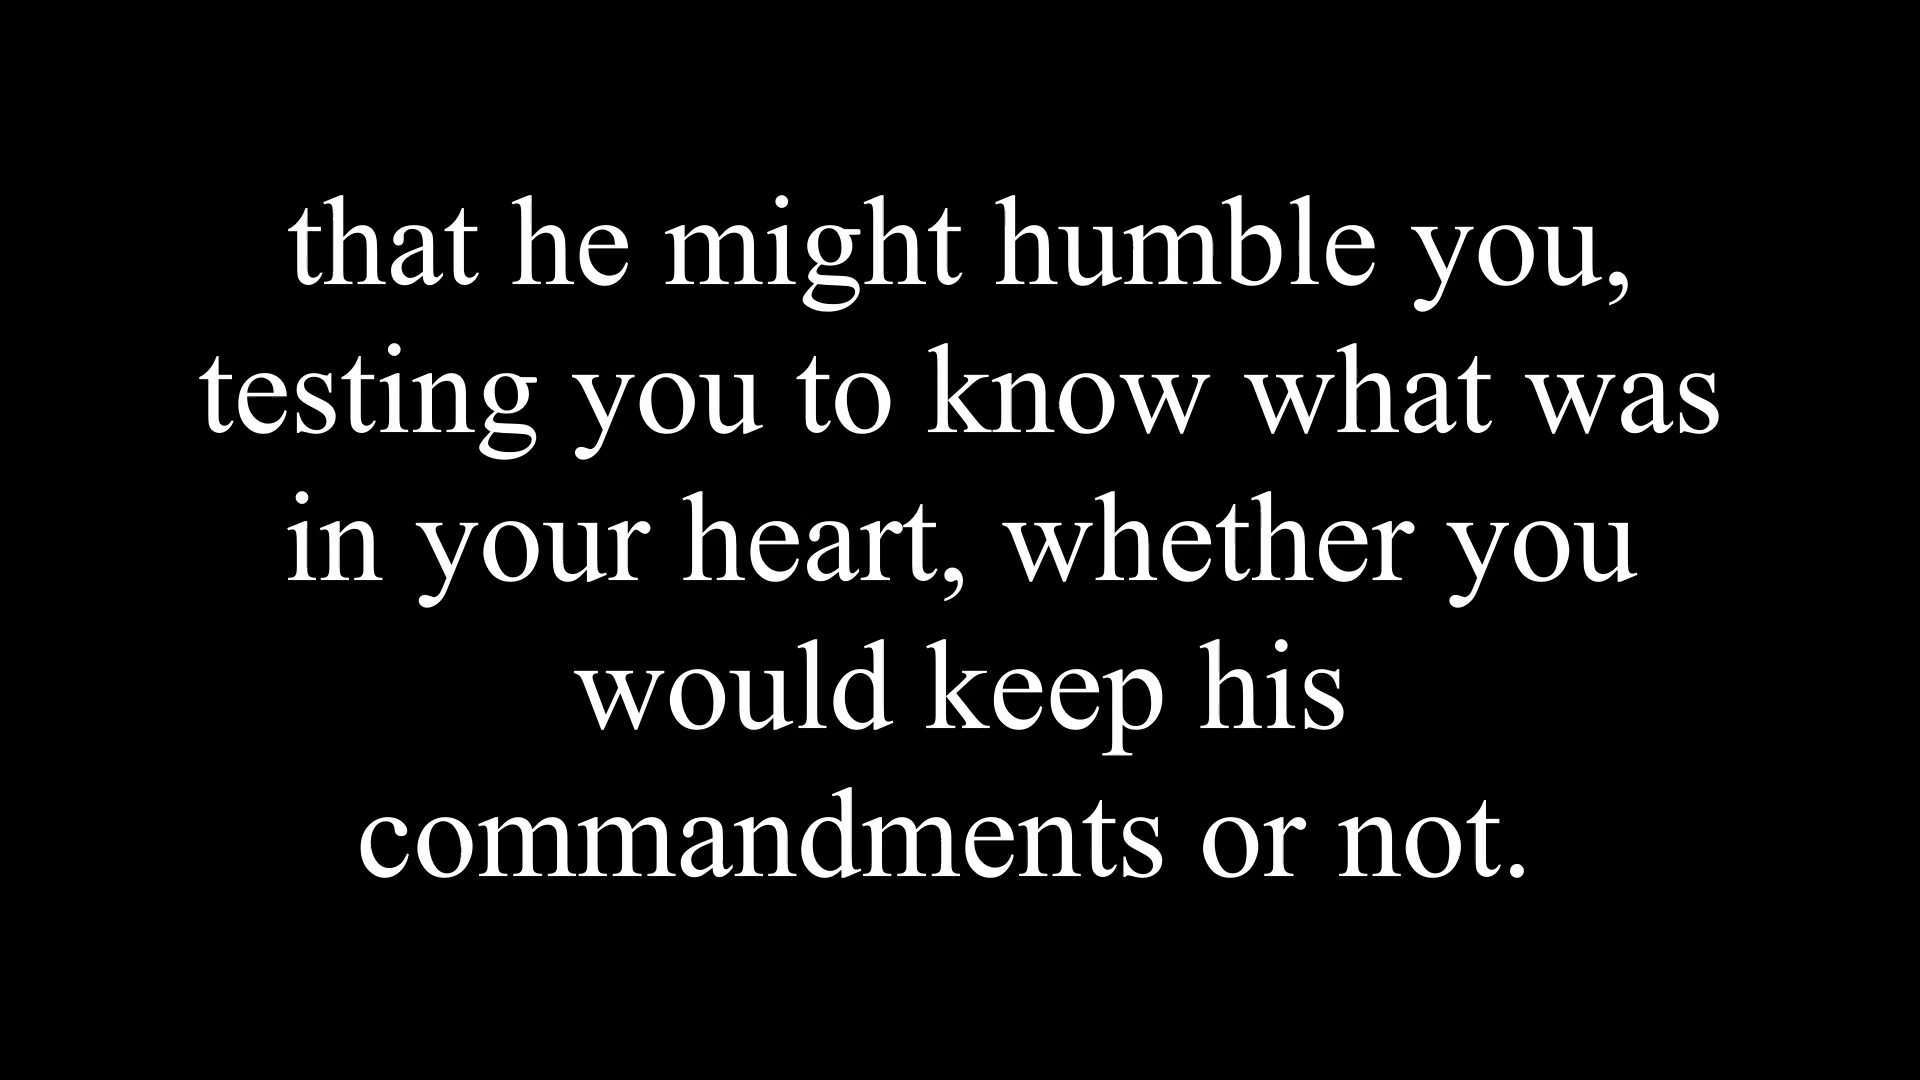 that he might humble you,
testing you to know what was
in your heart, whether you
would keep his
commandments or not.